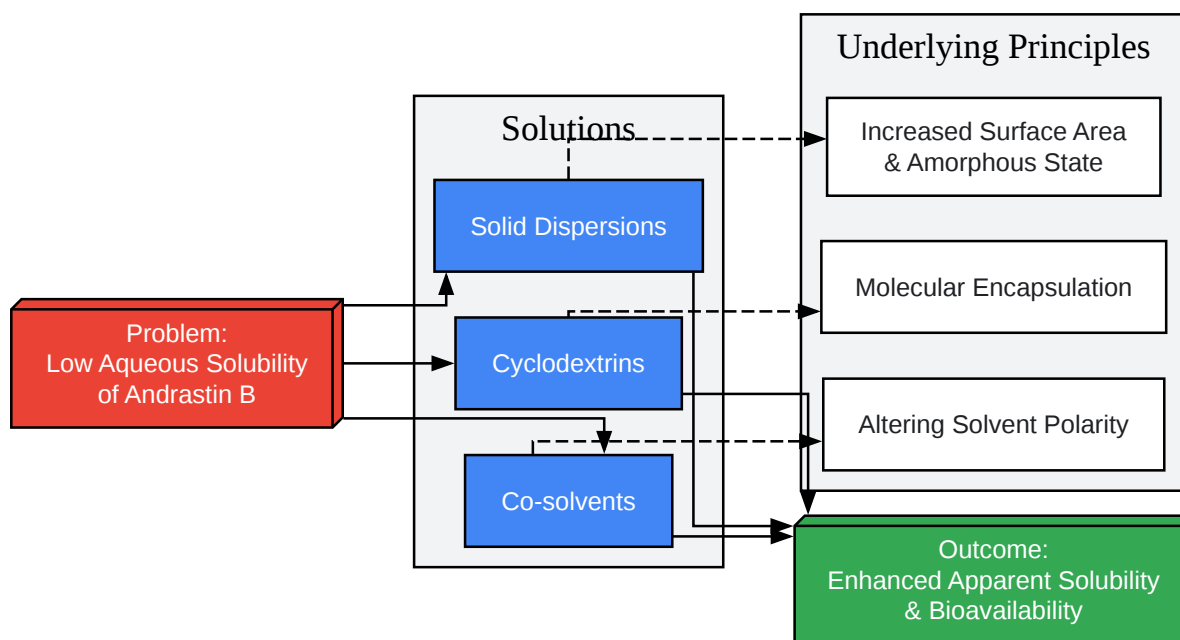 Problem:
Low Aqueous Solubility
of Andrastin B
Solutions
Solid Dispersions
Cyclodextrins
Co-solvents
Underlying Principles
Increased Surface Area
& Amorphous State
Molecular Encapsulation
Altering Solvent Polarity
Outcome:
Enhanced Apparent Solubility
& Bioavailability